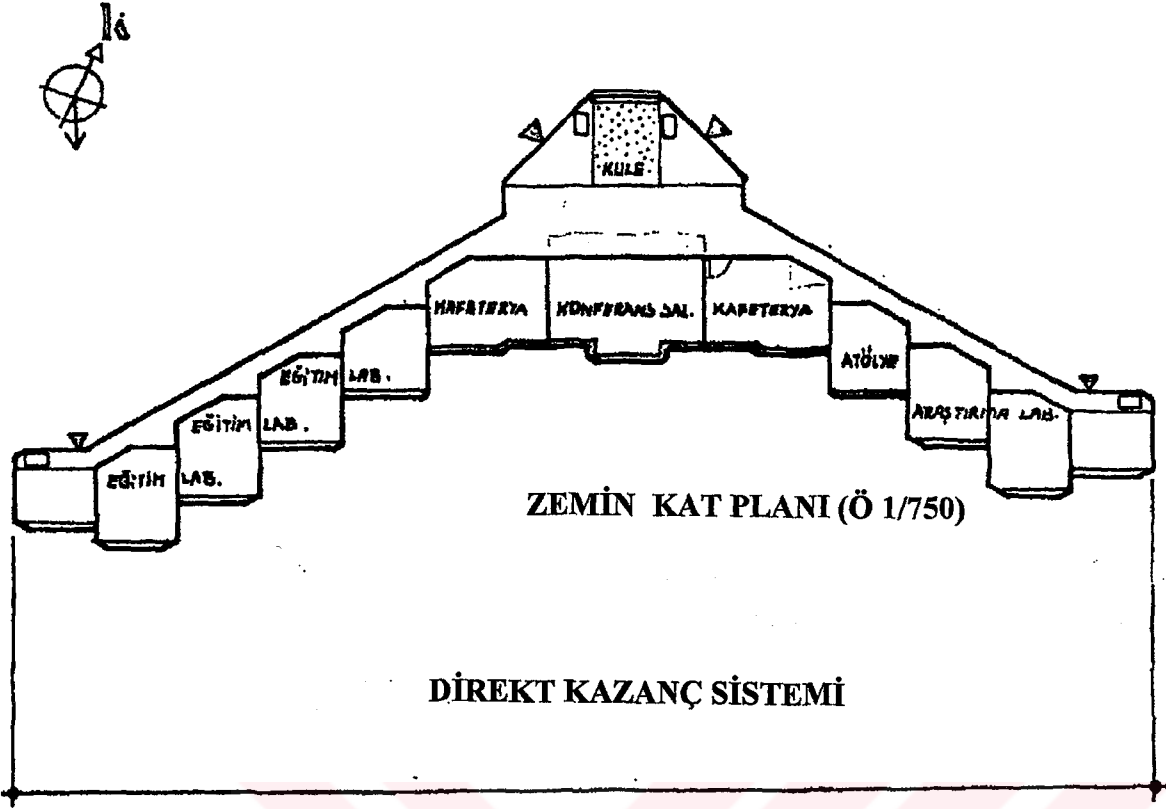 KULE
KAFETERYA
KONFERANS SAL.
KAFETERYA
ATÖLYE
EĞİTİM LAB.
EĞİTİM LAB.
ARAŞTIRMA LAB.
EĞİTİM LAB.
ZEMİN KAT PLANI (Ö 1/750)
DİREKT KAZANÇ SİSTEMİ